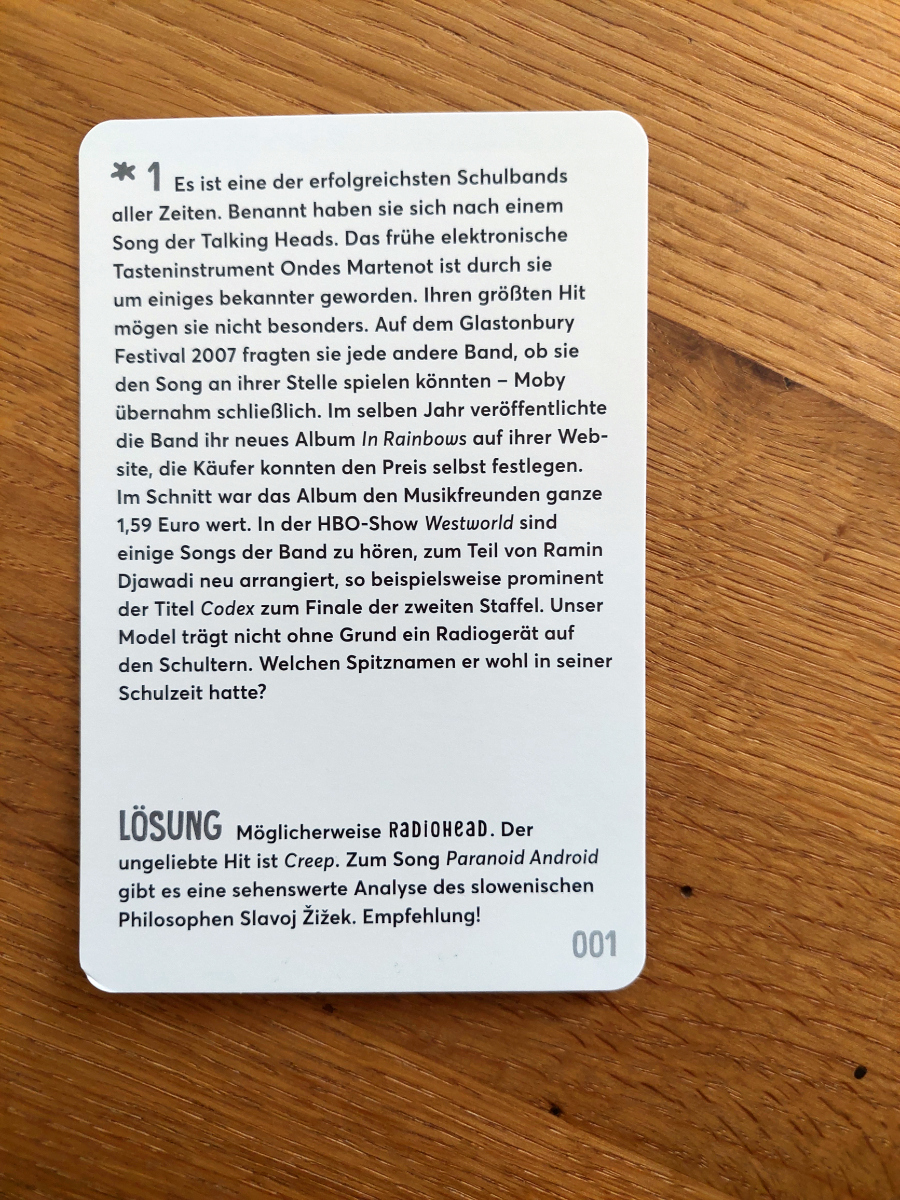 * 1 Es ist eine der erfolgreichsten Schulbands
aller Zeiten. Benannt haben sie sich nach einem
Song der Talking Heads. Das frühe elektronische
Tasteninstrument Ondes Martenot ist durch sie
um einiges bekannter geworden. Ihren größten Hit
mögen sie nicht besonders. Auf dem Glastonbury
Festival 2007 fragten sie jede andere Band, ob sie
den Song an ihrer Stelle spielen könnten – Moby
übernahm schließlich. Im selben Jahr veröffentlichte
die Band ihr neues Album In Rainbows auf ihrer Web-
site, die Käufer konnten den Preis selbst festlegen.
Im Schnitt war das Album den Musikfreunden ganze
1,59 Euro wert. In der HBO-Show Westworld sind
einige Songs der Band zu hören, zum Teil von Ramin
Djawadi neu arrangiert, so beispielsweise prominent
der Titel Codex zum Finale der zweiten Staffel. Unser
Model trägt nicht ohne Grund ein Radiogerät auf
den Schultern. Welchen Spitznamen er wohl in seiner
Schulzeit hatte?
LÖSUNG Möglicherweise RaDiOHeaD. Der
ungeliebte Hit ist Creep. Zum Song Paranoid Android
gibt es eine sehenswerte Analyse des slowenischen
Philosophen Slavoj Žižek. Empfehlung!
001